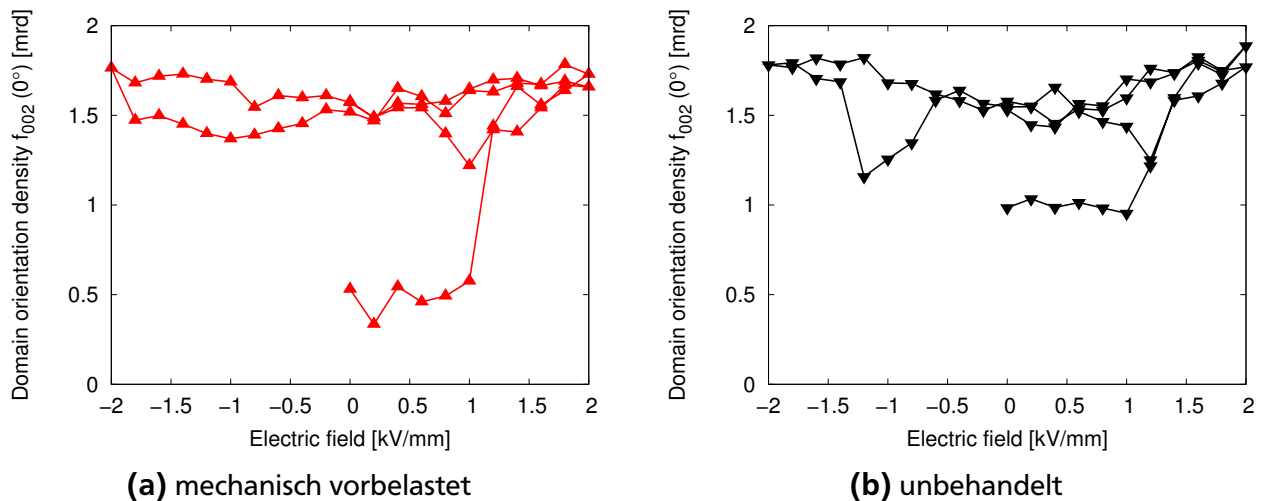 Domain orientation density f002 (0°) [mrd]
2
1.5
1
0.5
0
−2 −1.5 −1 −0.5 0 0.5 1 1.5 2
Electric field [kV/mm]
(a) mechanisch vorbelastet
Domain orientation density f002 (0°) [mrd]
2
1.5
1
0.5
0
−2 −1.5 −1 −0.5 0 0.5 1 1.5 2
Electric field [kV/mm]
(b) unbehandelt